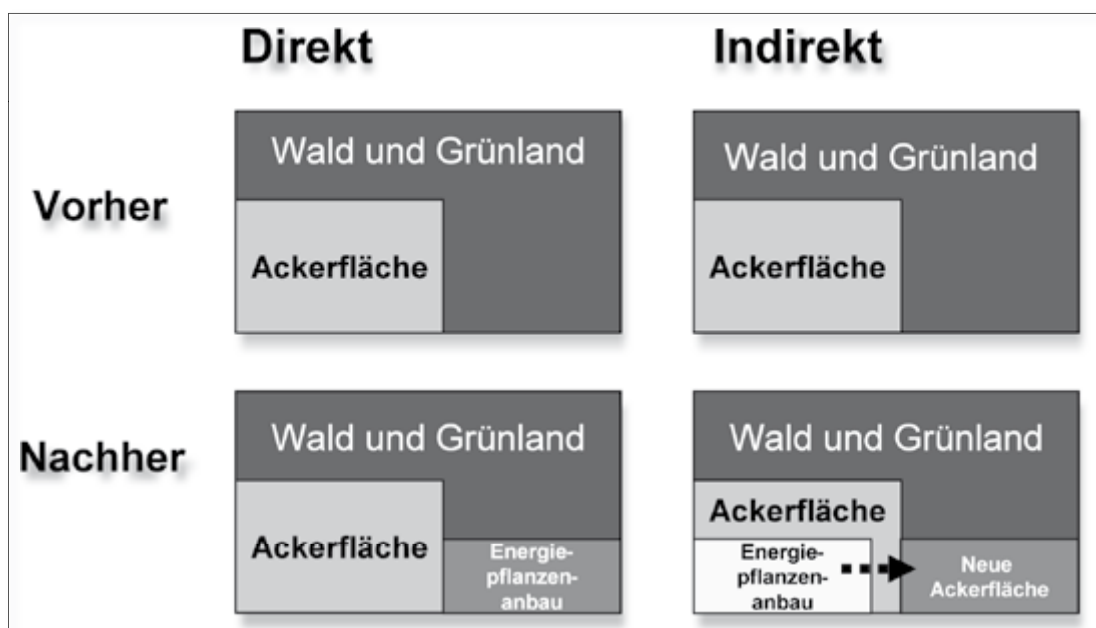 Direkt
Indirekt
Vorher
Wald und Grünland
Ackerfläche
Wald und Grünland
Ackerfläche
Nachher
Wald und Grünland
Ackerfläche
Energie-
pflanzen-
anbau
Wald und Grünland
Ackerfläche
Energie-
pflanzen-
anbau
Neue
Ackerfläche